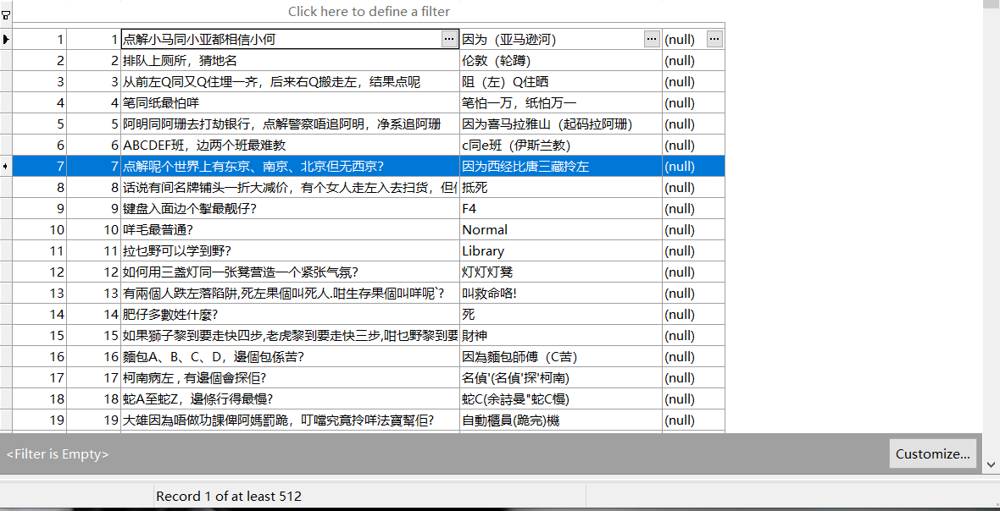 Click here to define a filter
1 1 点解小马同小亚都相信小何 ... 因为（亚马逊河） ... (null) ...
2 2 排队上厕所，猜地名 伦敦（轮蹲） (null)
3 3 从前左Q同又Q住埋一齐，后来右Q搬走左，结果点呢 阻（左）Q住晒 (null)
4 4 笔同纸最怕咩 笔怕一万，纸怕万一 (null)
5 5 阿明同阿珊去打劫银行，点解警察唔追阿明，净系追阿珊 因为喜马拉雅山（起码拉阿珊） (null)
6 6 ABCDEF班，边两个班最难教 c同e班（伊斯兰教） (null)
7 7 点解呢个世界上有东京、南京、北京但无西京? 因为西经比唐三藏拎左 (null)
8 8 话说有间名牌铺头一折大减价，有个女人走左入去扫货，但 抵死 (null)
9 9 键盘入面边个掣最靓仔? F4 (null)
10 10 咩毛最普通? Normal (null)
11 11 拉乜野可以学到野? Library (null)
12 12 如何用三盏灯同一张凳营造一个紧张气氛? 灯灯灯凳 (null)
13 13 有兩個人跌左落陷阱,死左果個叫死人.咁生存果個叫咩呢`? 叫救命咯! (null)
14 14 肥仔多數姓什麼? 死 (null)
15 15 如果獅子黎到要走快四步,老虎黎到要走快三步,咁乜野黎到要 財神 (null)
16 16 麵包A、B、C、D，邊個包係苦? 因為麵包師傅（C苦） (null)
17 17 柯南病左 , 有邊個會探佢? 名偵'(名偵'探'柯南) (null)
18 18 蛇A至蛇Z，邊條行得最慢? 蛇C(余詩曼"蛇C慢) (null)
19 19 大雄因為唔做功課俾阿媽罰跪，叮噹究竟拎咩法寶幫佢? 自動櫃員(跪完)機 (null)
<Filter is Empty> Customize...
Record 1 of at least 512